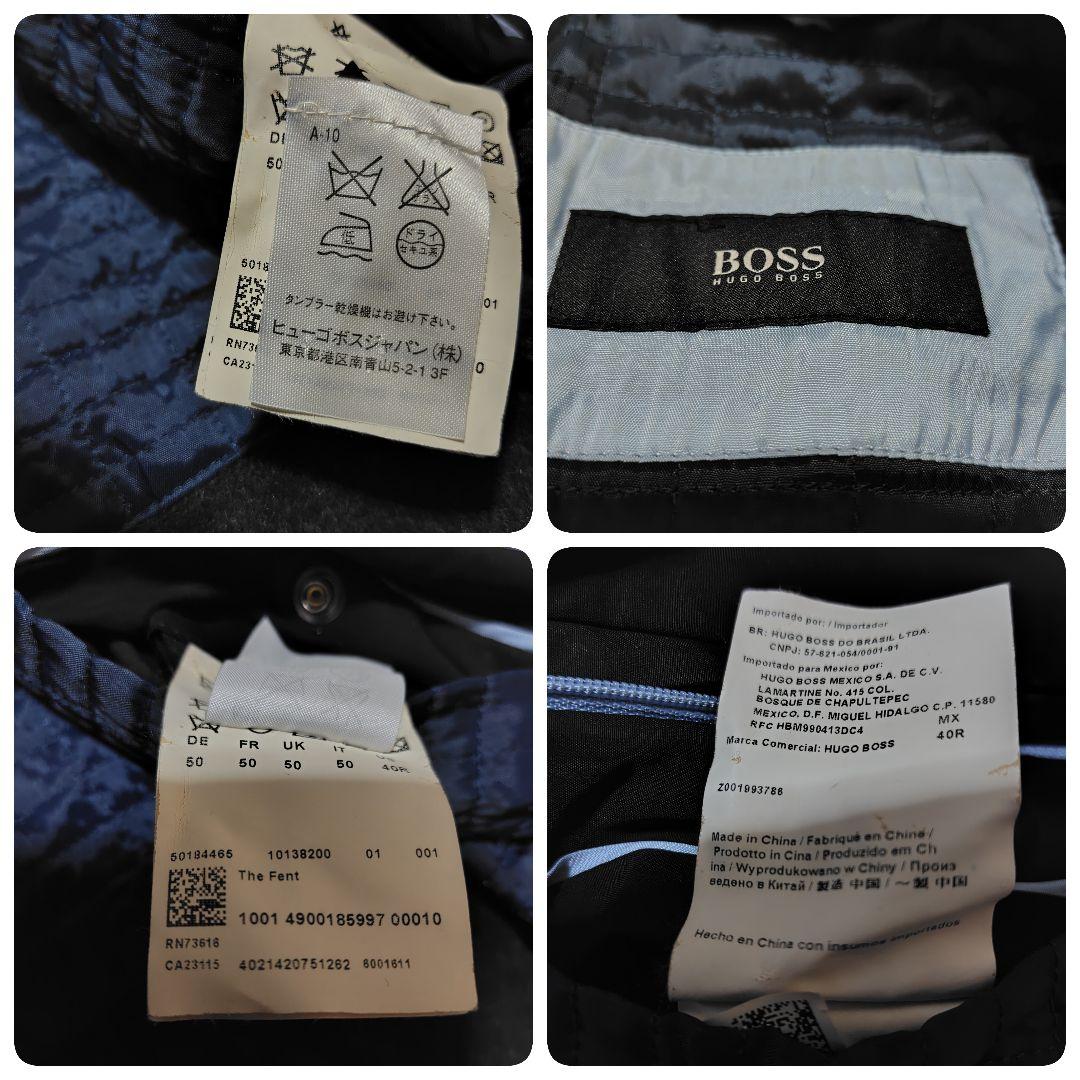 A-10
低
ドライ
セキユ系
タンブラー乾燥機はお避け下さい。
ヒューゴボスジャパン(株)
東京都港区南青山5-2-1 3F
DE
50
5018
01
RN736
CA23
0
BOSS
HUGO BOSS
DE FR UK IT
50 50 50 50 40R
50184465 10138200 01 001
The Fent
1001 4900185997 00010
RN73616
CA23115 4021420751262 6001611
Importado por: / Importador
BR: HUGO BOSS DO BRASIL LTDA.
CNPJ: 57-621-054/0001-91
Importado para Mexico por:
HUGO BOSS MEXICO S.A. DE C.V.
LAMARTINE No. 415 COL.
BOSQUE DE CHAPULTEPEC
MEXICO, D.F. MIGUEL HIDALGO C.P. 11580
RFC HBM990413DC4 MX
Marca Comercial: HUGO BOSS 40R
Z001993786
Made in China / Fabriqué en Chine /
Prodotto in Cina / Produzido em Ch
ina / Wyprodukowano w Chiny / Произ
ведено в Китай / 製造 中国 / 製 中国
Hecho en China con insumos importados